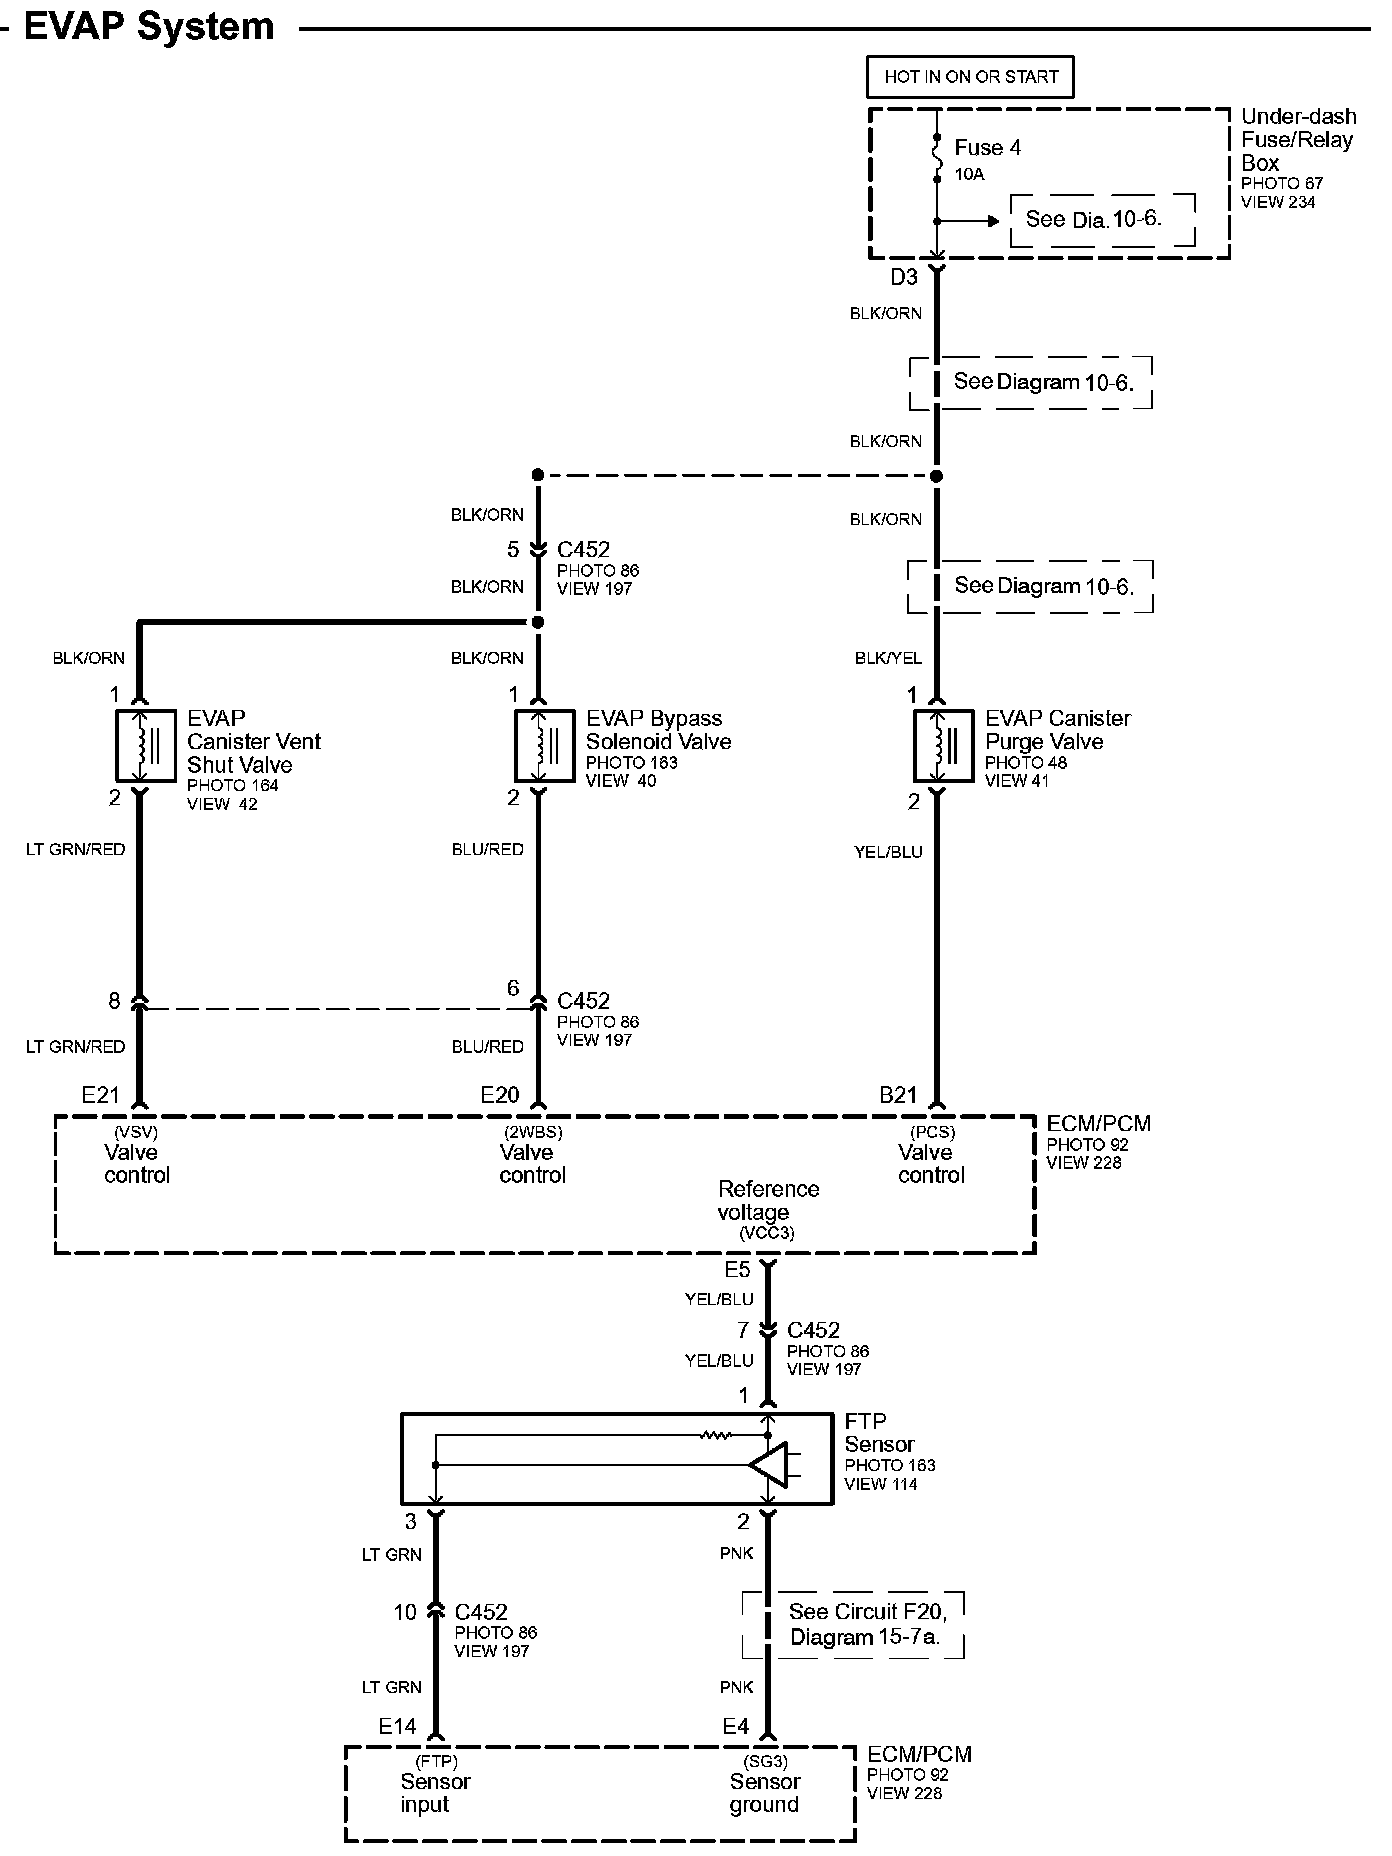 EVAP System
HOT IN ON OR START
Under-dash
Fuse/Relay
Box
PHOTO 67
VIEW 234
Fuse 4
10A
See Dia. 10-6.
D3
BLK/ORN
See Diagram 10-6.
BLK/ORN
BLK/ORN
BLK/ORN
5
C452
PHOTO 86
VIEW 197
BLK/ORN
See Diagram 10-6.
BLK/ORN
BLK/ORN
BLK/YEL
1
1
1
EVAP
Canister Vent
Shut Valve
PHOTO 164
VIEW 42
EVAP Bypass
Solenoid Valve
PHOTO 163
VIEW 40
EVAP Canister
Purge Valve
PHOTO 48
VIEW 41
2
2
2
LT GRN/RED
BLU/RED
YEL/BLU
8
6
C452
PHOTO 86
VIEW 197
LT GRN/RED
BLU/RED
E21
E20
B21
ECM/PCM
PHOTO 92
VIEW 228
(VSV)
Valve
control
(2WBS)
Valve
control
(PCS)
Valve
control
Reference
voltage
(VCC3)
E5
YEL/BLU
7
C452
PHOTO 86
VIEW 197
YEL/BLU
1
FTP
Sensor
PHOTO 163
VIEW 114
3
2
LT GRN
PNK
10
C452
PHOTO 86
VIEW 197
See Circuit F20,
Diagram 15-7a.
LT GRN
PNK
E14
E4
ECM/PCM
PHOTO 92
VIEW 228
(FTP)
Sensor
input
(SG3)
Sensor
ground